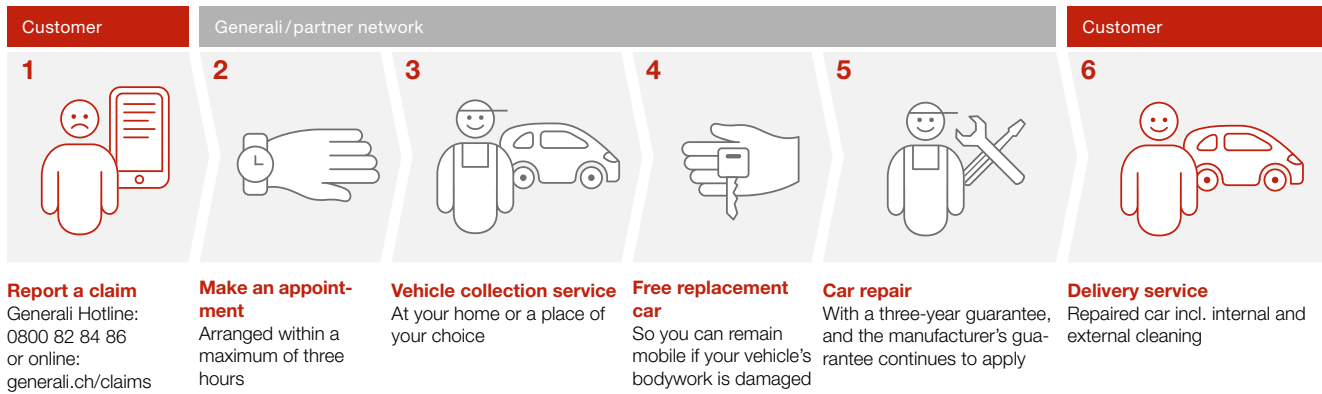 Customer
Generali/partner network
Customer
1
2
3
4
5
6
Report a claim
Generali Hotline:
0800 82 84 86
or online:
generali.ch/claims
Make an appoint-
ment
Arranged within a
maximum of three
hours
Vehicle collection service
At your home or a place of
your choice
Free replacement
car
So you can remain
mobile if your vehicle’s
bodywork is damaged
Car repair
With a three-year guarantee,
and the manufacturer’s gua-
rantee continues to apply
Delivery service
Repaired car incl. internal and
external cleaning